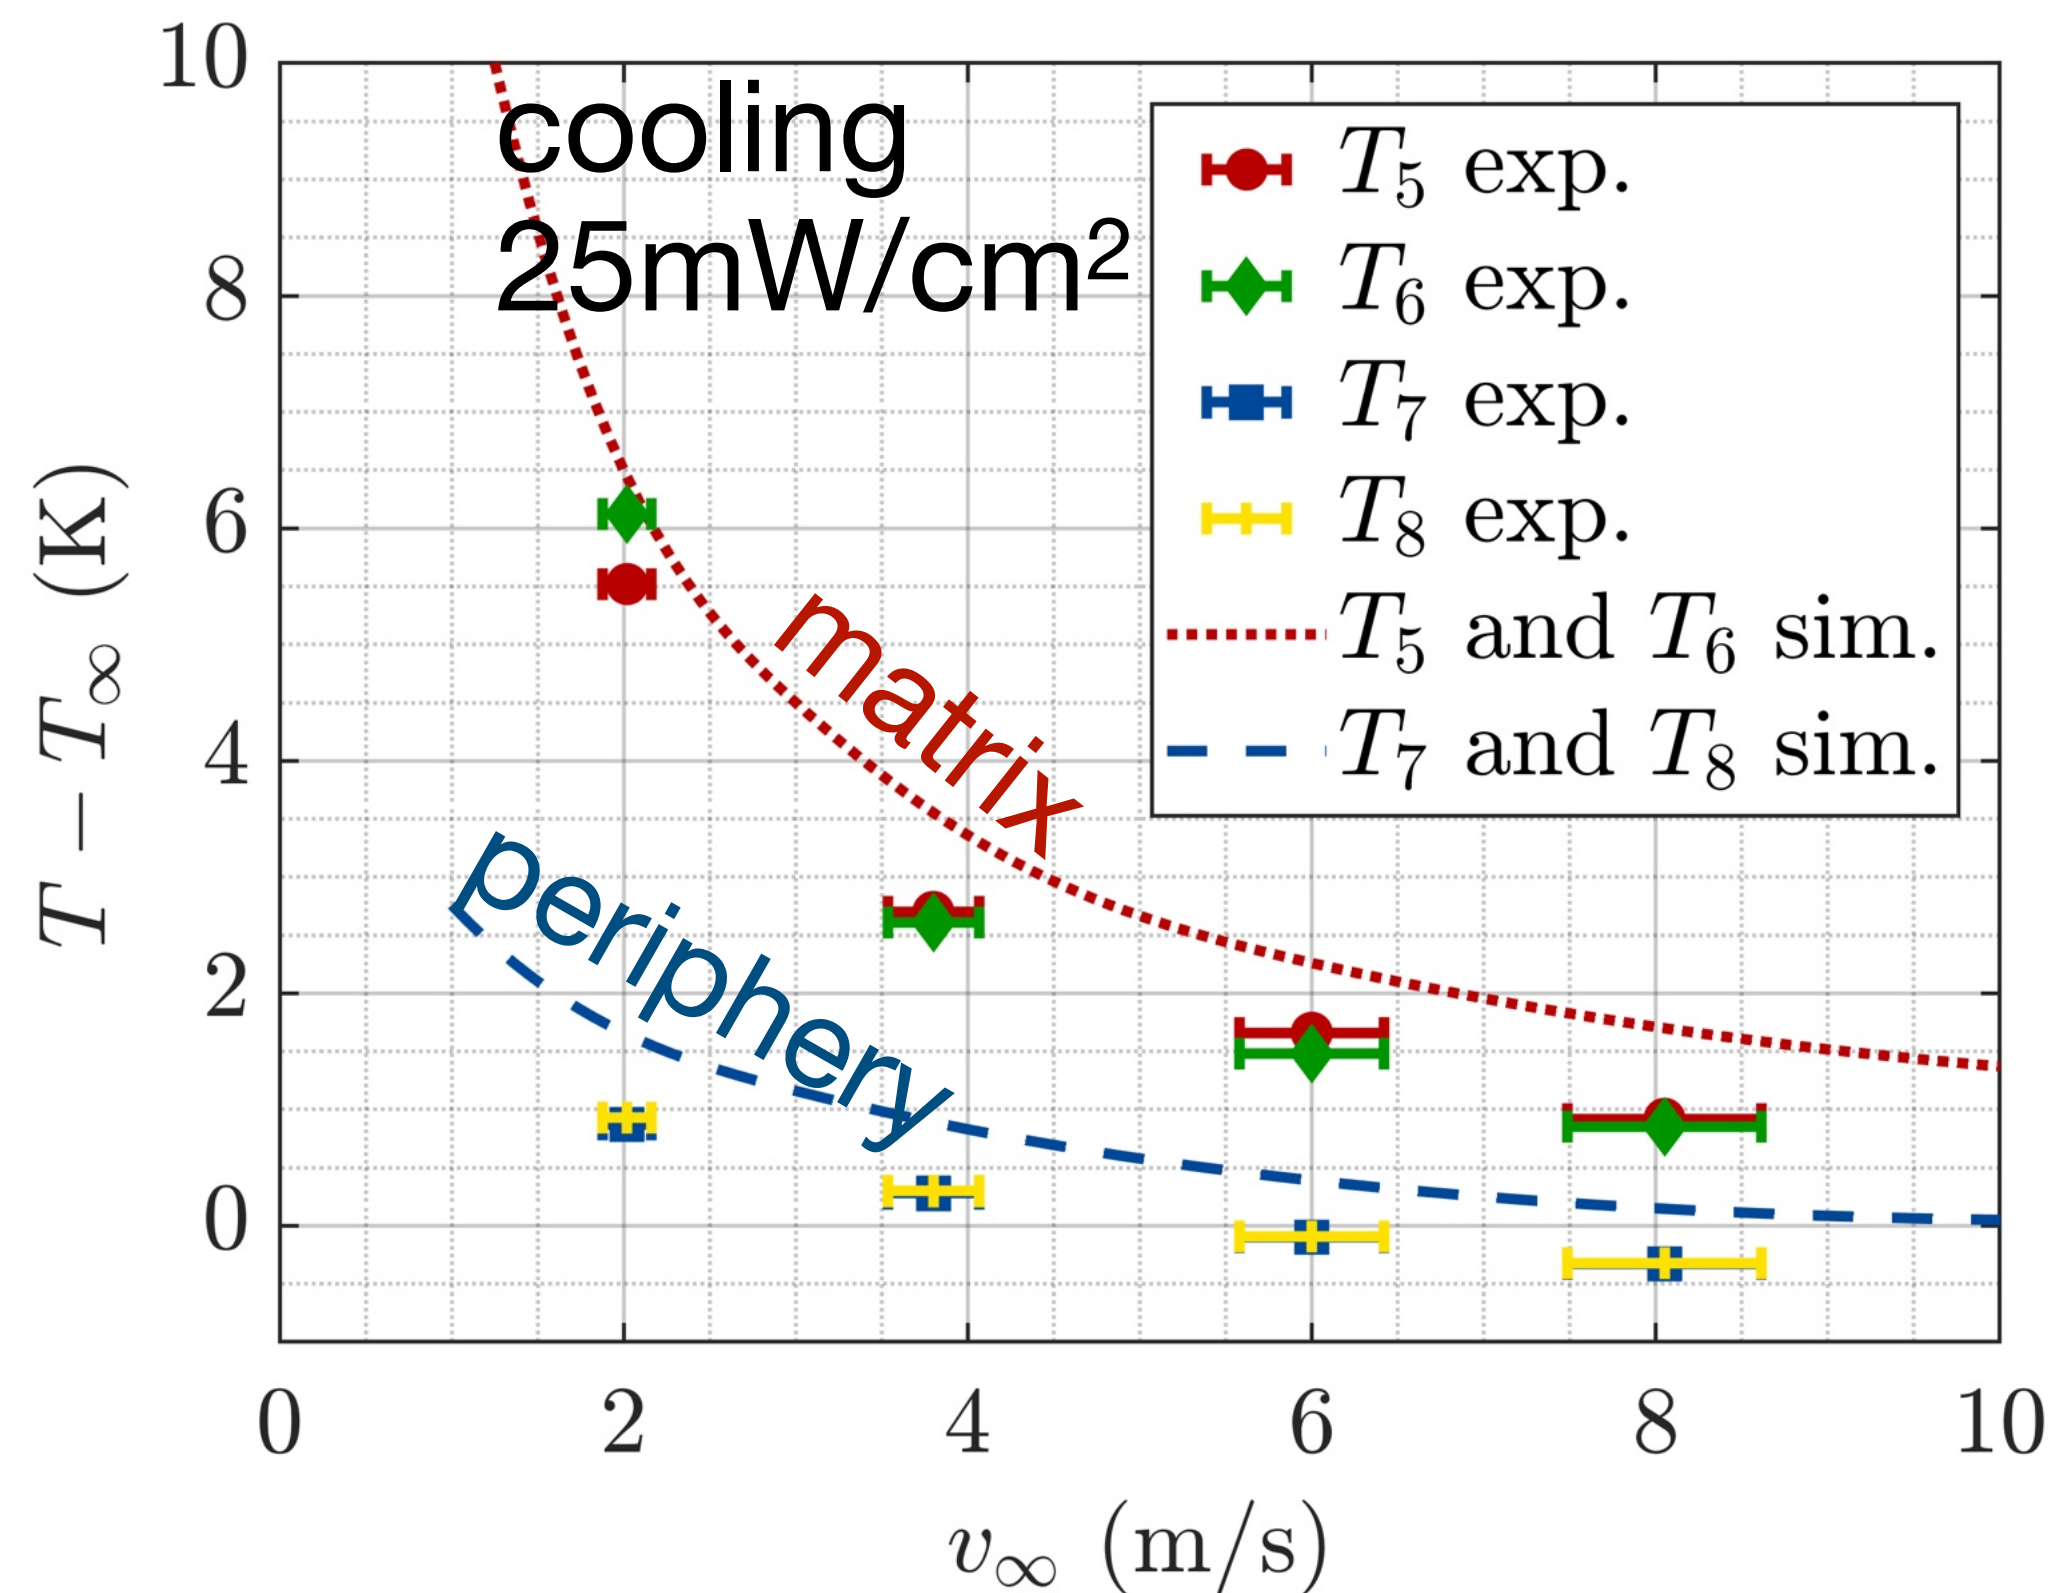 10
8
6
4
2
0
T − T∞ (K)
cooling
25mW/cm²
matrix
periphery
T₅ exp.
T₆ exp.
T₇ exp.
T₈ exp.
T₅ and T₆ sim.
T₇ and T₈ sim.
0 2 4 6 8 10
v∞ (m/s)